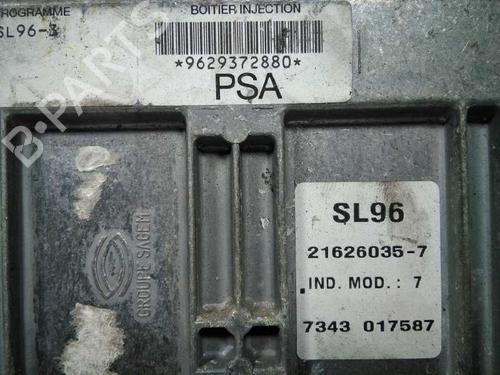 PROGRAMME
SL96-3
BOITIER INJECTION
*9629372880*
PSA
B-PARTS
GROUPE SAGEM
SL96
21626035-7
IND. MOD.: 7
7343 017587